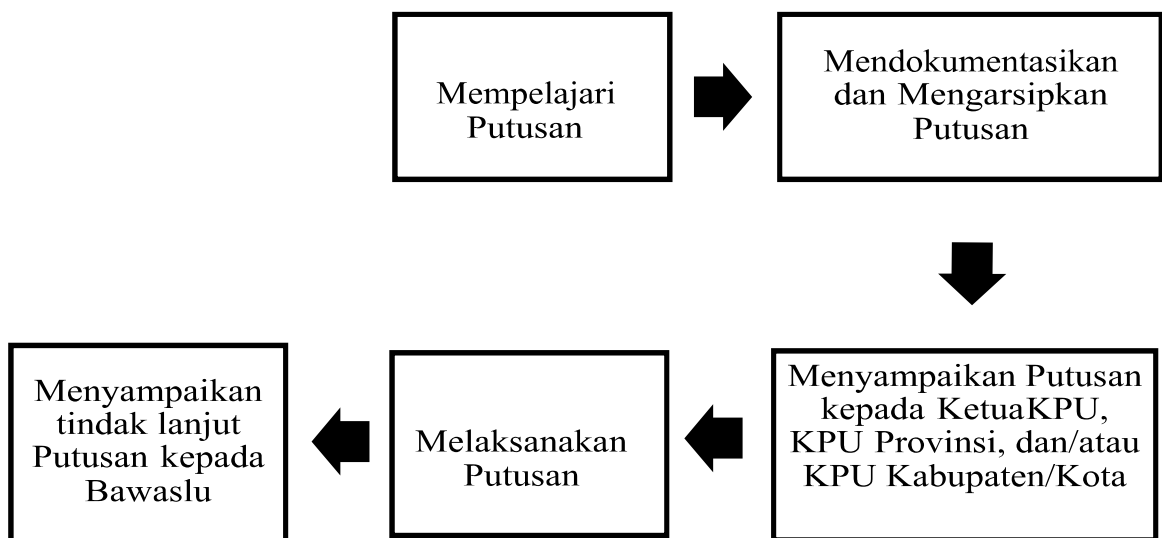 Mempelajari
Putusan
Mendokumentasikan
dan Mengarsipkan
Putusan
Menyampaikan Putusan
kepada KetuaKPU,
KPU Provinsi, dan/atau
KPU Kabupaten/Kota
Melaksanakan
Putusan
Menyampaikan
tindak lanjut
Putusan kepada
Bawaslu